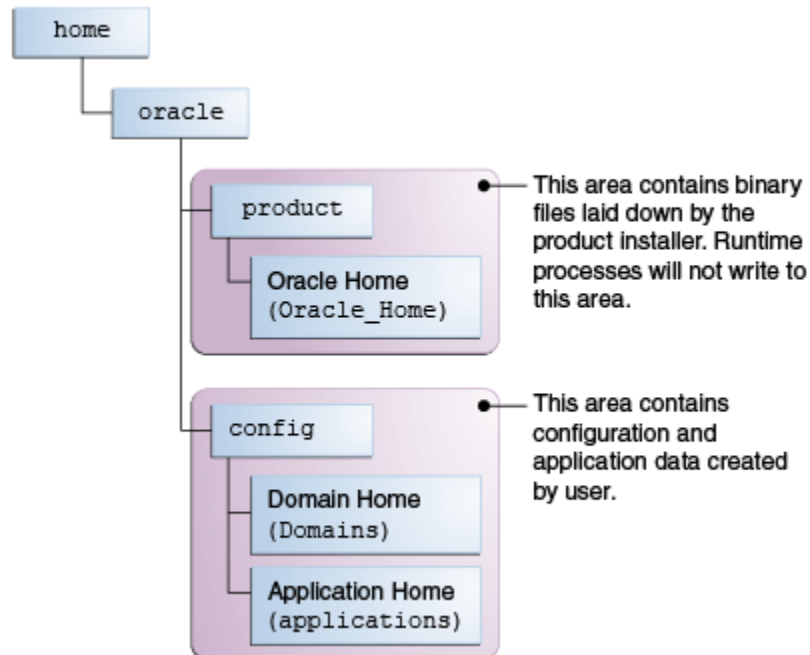 home
oracle
product
Oracle Home
(Oracle_Home)
This area contains binary
files laid down by the
product installer. Runtime
processes will not write to
this area.
config
Domain Home
(Domains)
Application Home
(applications)
This area contains
configuration and
application data created
by user.